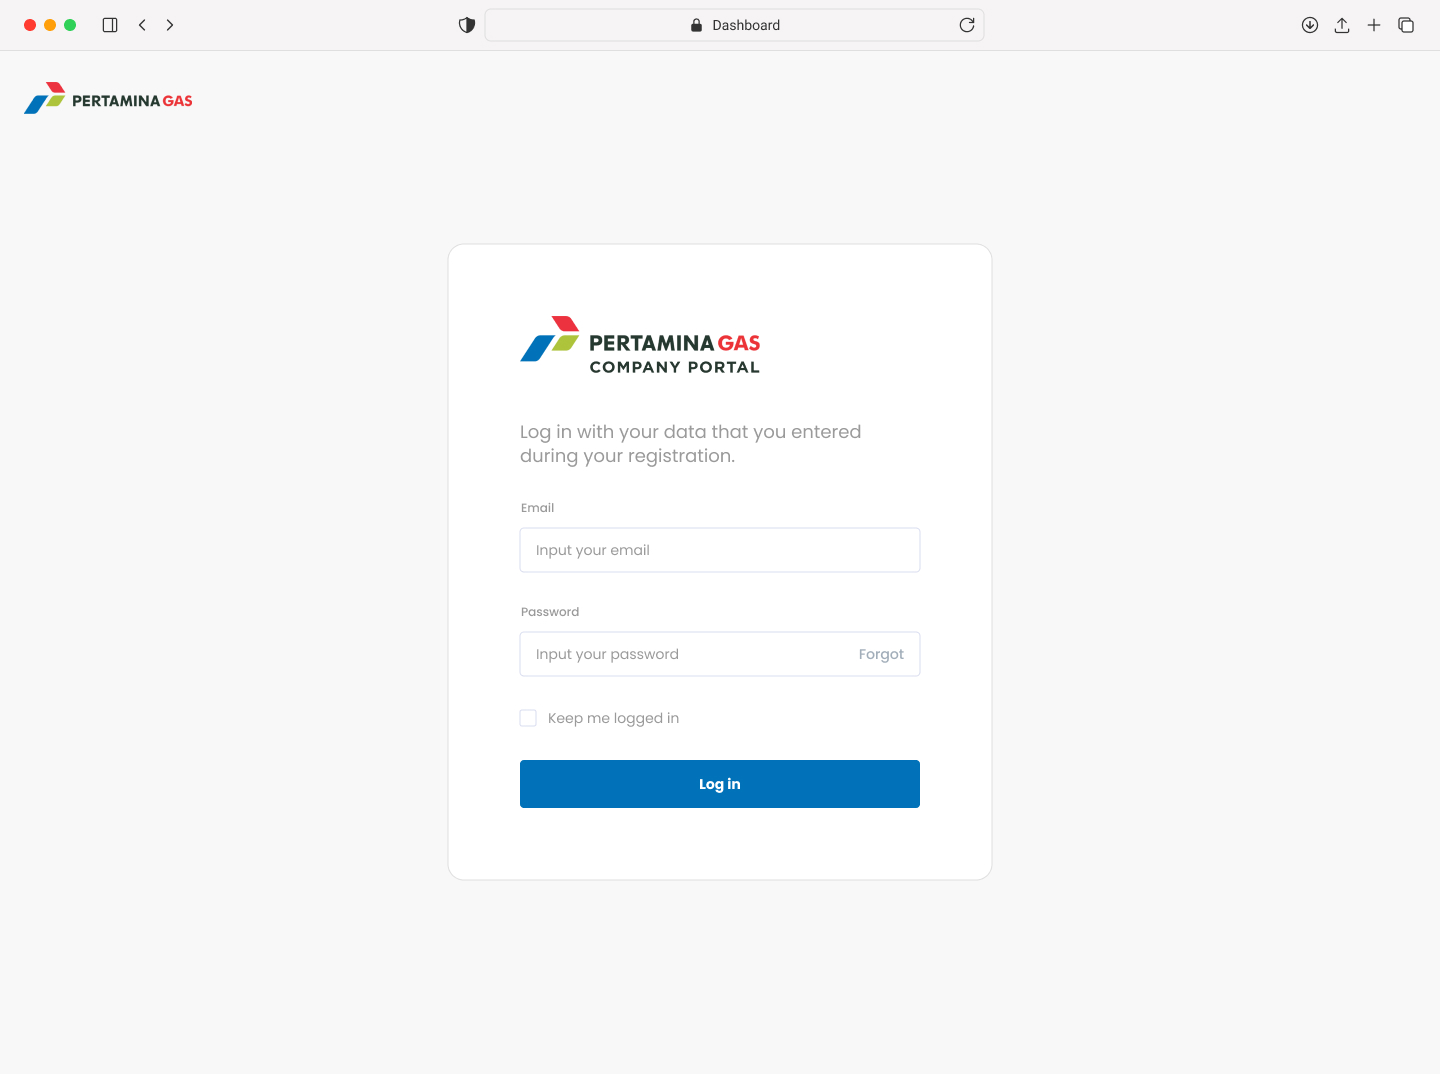 Dashboard
PERTAMINA GAS
PERTAMINA GAS
COMPANY PORTAL
Log in with your data that you entered
during your registration.
Email
Input your email
Password
Input your password Forgot
Keep me logged in
Log in